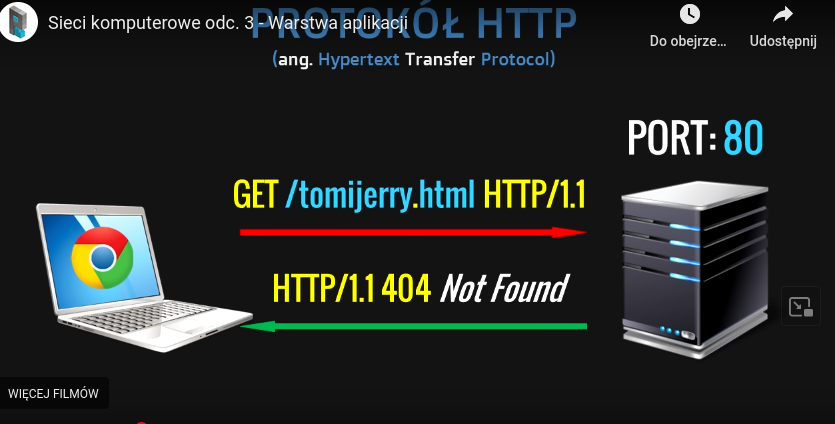 Sieci komputerowe odc. 3 - Warstwa aplikacji
PROTOKÓŁ HTTP
(ang. Hypertext Transfer Protocol)
Do obejrze...
Udostępnij
PORT: 80
GET /tomijerry.html HTTP/1.1
HTTP/1.1 404 Not Found
WIĘCEJ FILMÓW